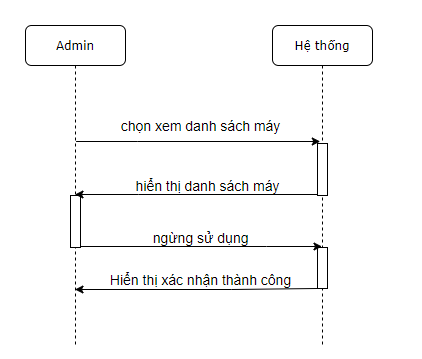 Admin
Hệ thống
chọn xem danh sách máy
hiển thị danh sách máy
ngừng sử dụng
Hiển thị xác nhận thành công